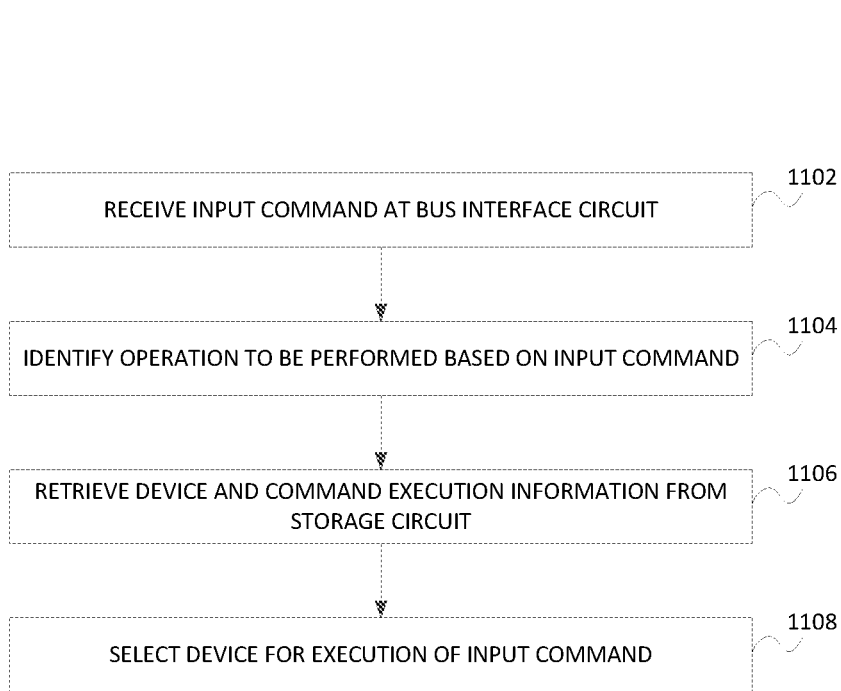 1102
RECEIVE INPUT COMMAND AT BUS INTERFACE CIRCUIT
1104
IDENTIFY OPERATION TO BE PERFORMED BASED ON INPUT COMMAND
1106
RETRIEVE DEVICE AND COMMAND EXECUTION INFORMATION FROM
STORAGE CIRCUIT
1108
SELECT DEVICE FOR EXECUTION OF INPUT COMMAND